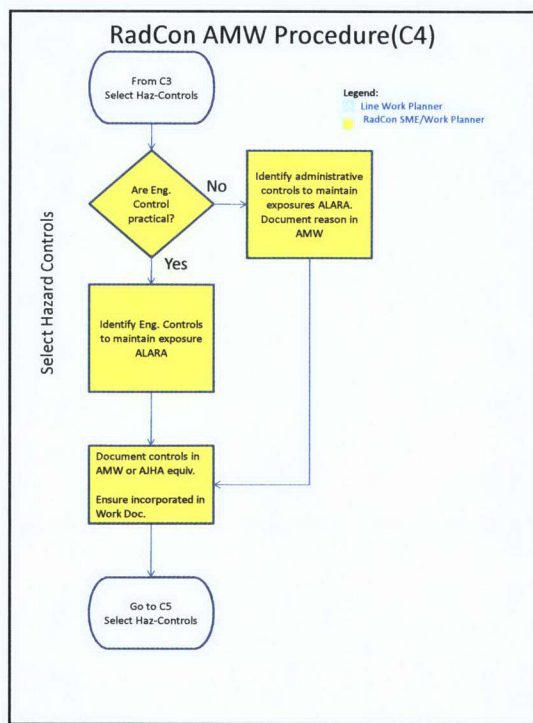 RadCon AMW Procedure(C4)
From C3
Select Haz-Controls
Legend:
Line Work Planner
RadCon SME/Work Planner
Are Eng.
Control
practical?
No
Identify administrative
controls to maintain
exposures ALARA.
Document reason in
AMW
Yes
Select Hazard Controls
Identify Eng. Controls
to maintain exposure
ALARA
Document controls in
AMW or AJHA equiv.
Ensure incorporated in
Work Doc.
Go to C5
Select Haz-Controls